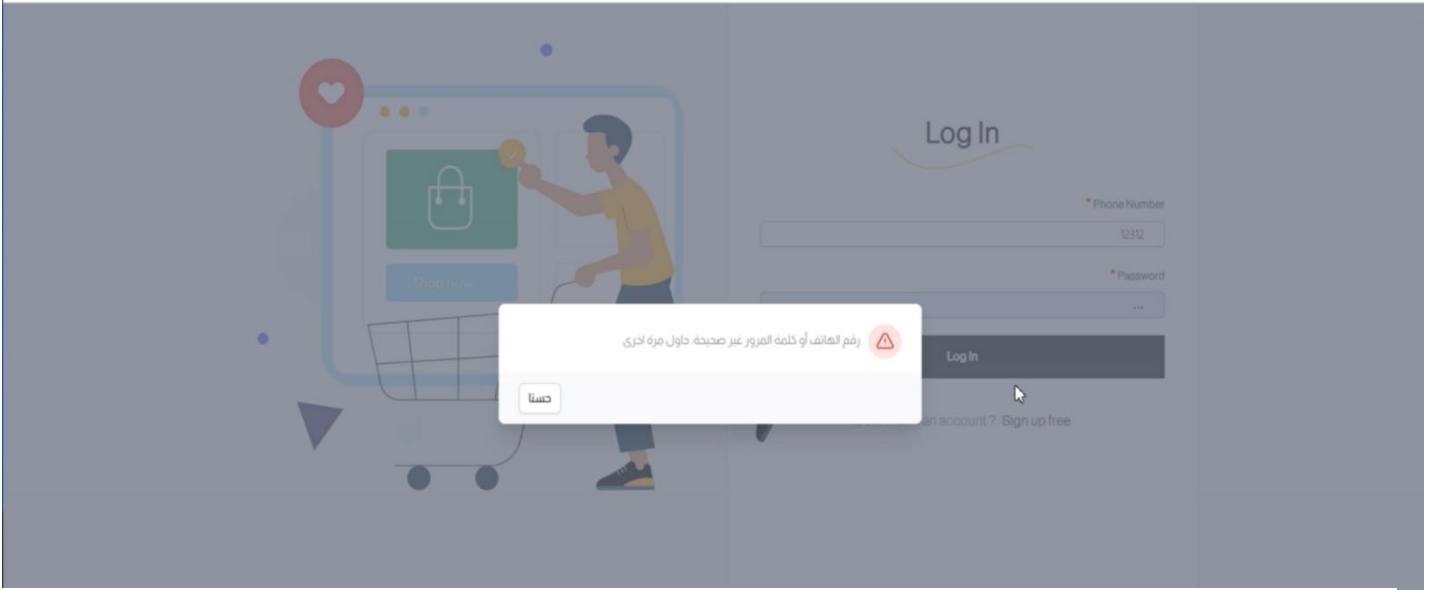 Log In
* Phone Number
12312
* Password
Shop now
رقم الهاتف أو كلمة المرور غير صحيحة. حاول مرة اخرى
حسنا
Log In
an account ? Sign up free